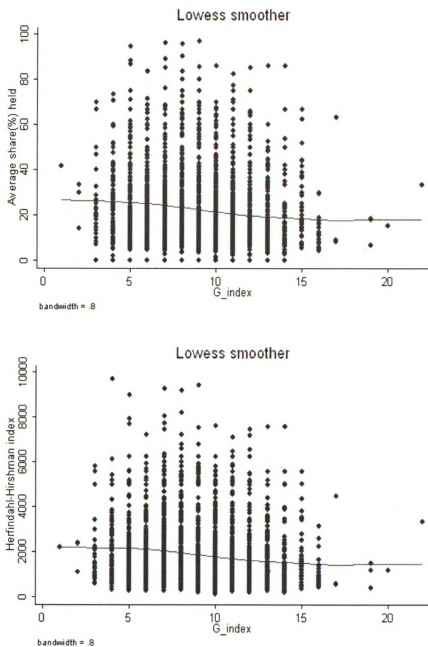 Lowess smoother
Average share(%) held
100
80
60
40
20
0
0 5 10 15 20
G_index
bandwidth = .8
Lowess smoother
Herfindahl-Hirshman index
10000
8000
6000
4000
2000
0
0 5 10 15 20
G_index
bandwidth = .8